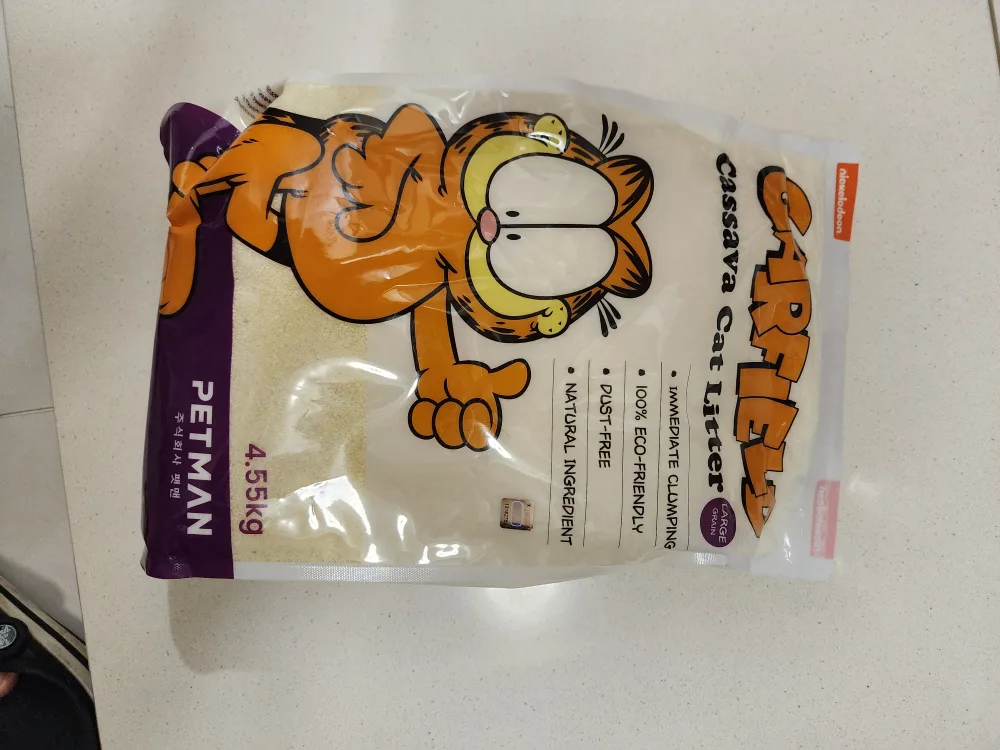 nickelodeon
GARFIELD
Cassava Cat Litter
LARGE
GRAIN
• IMMEDIATE CLUMPING
• 100% ECO-FRIENDLY
• DUST-FREE
• NATURAL INGREDIENT
4.55kg
PETMAN
주식회사 펫맨